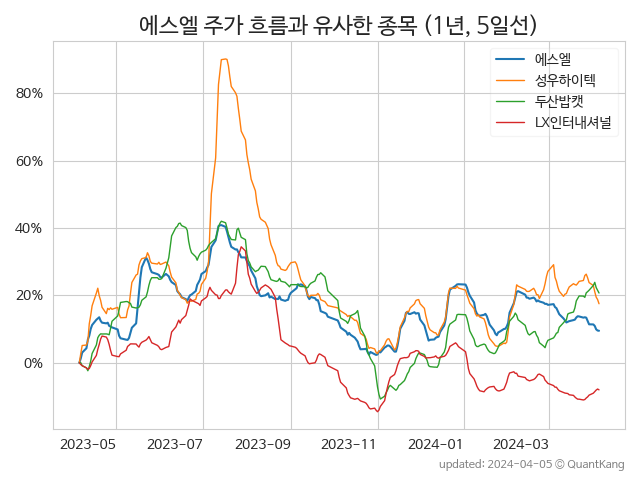 에스엘 주가 흐름과 유사한 종목 (1년, 5일선)
에스엘
성우하이텍
두산밥캣
LX인터내셔널
80%
60%
40%
20%
0%
2023-05 2023-07 2023-09 2023-11 2024-01 2024-03
updated: 2024-04-05 © QuantKang